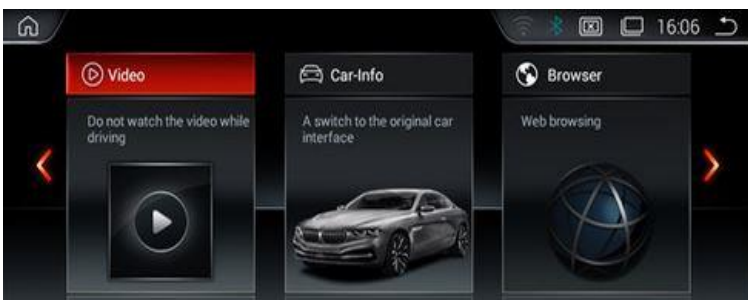 16:06
Video
Car-Info
Browser
Do not watch the video while
driving
A switch to the original car
interface
Web browsing